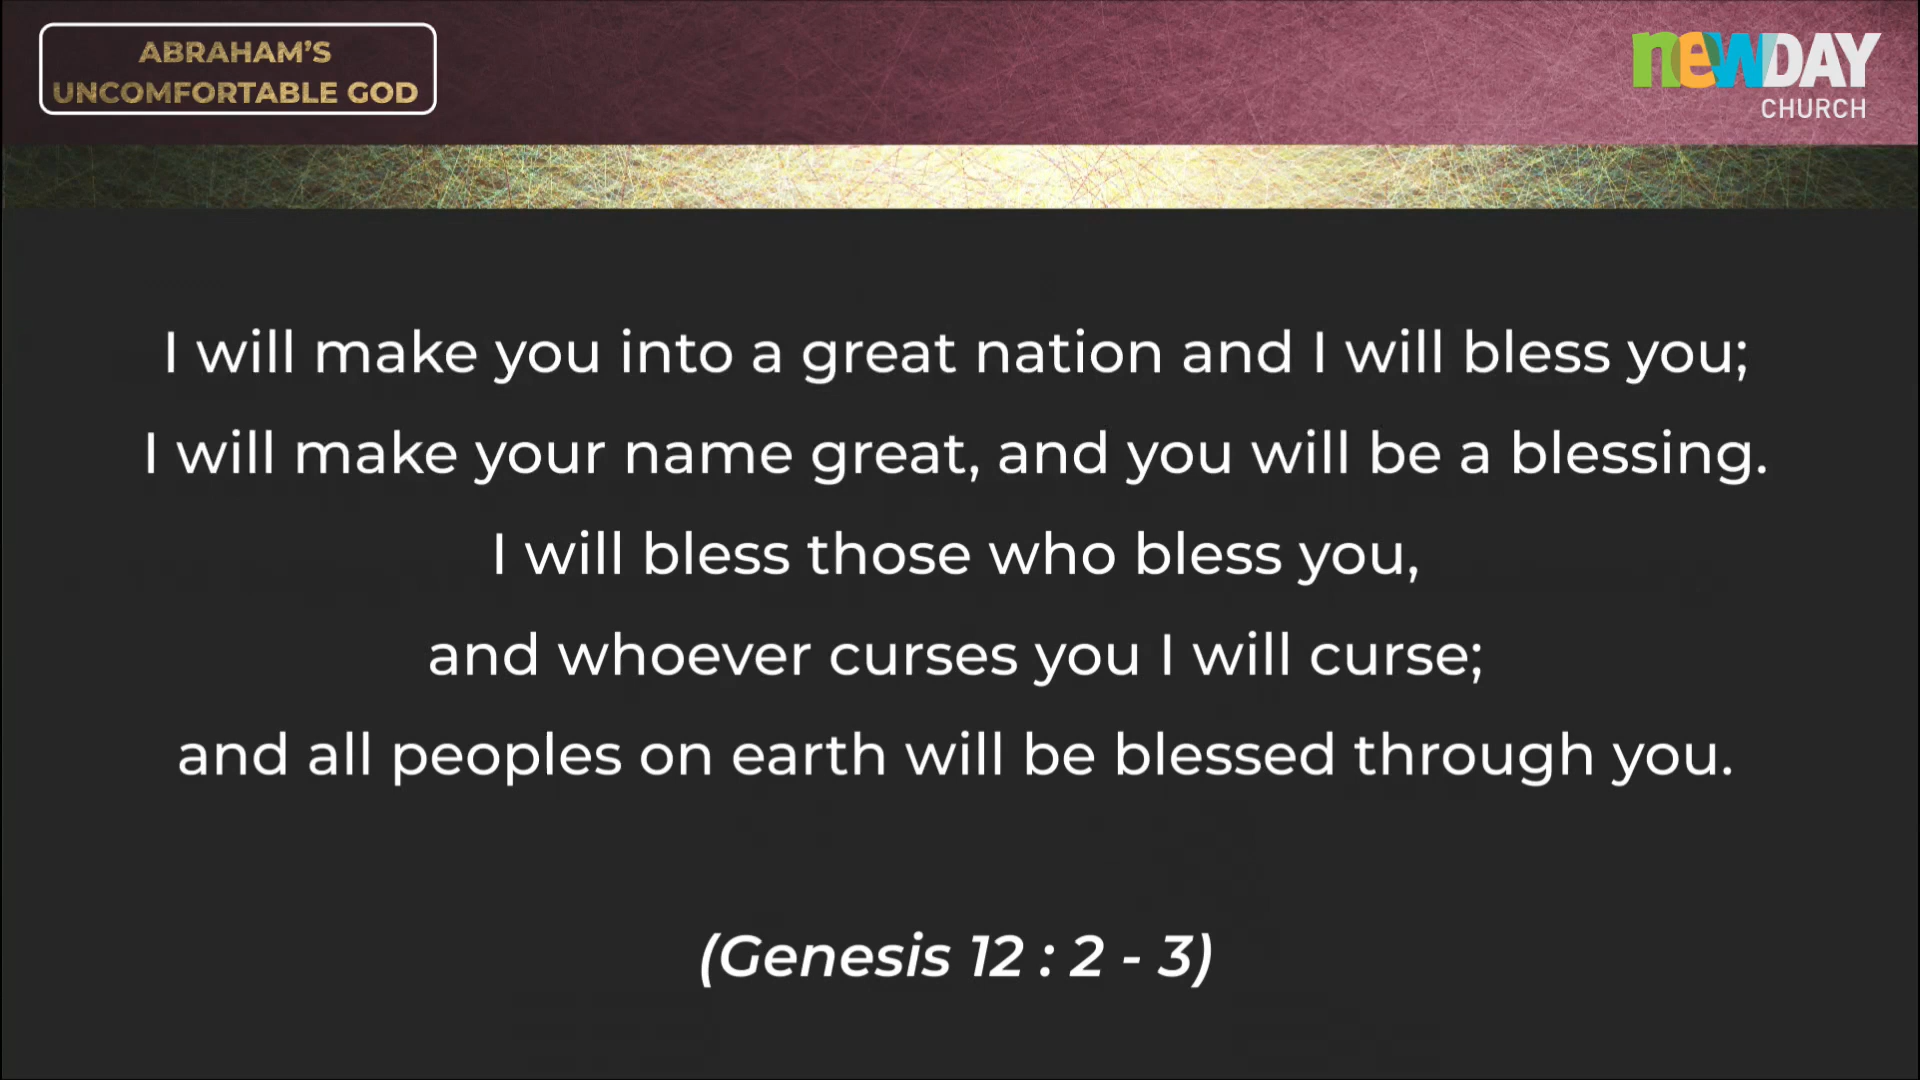 ABRAHAM’S
UNCOMFORTABLE GOD
newDAY
CHURCH
I will make you into a great nation and I will bless you;
I will make your name great, and you will be a blessing.
I will bless those who bless you,
and whoever curses you I will curse;
and all peoples on earth will be blessed through you.
(Genesis 12 : 2 - 3)